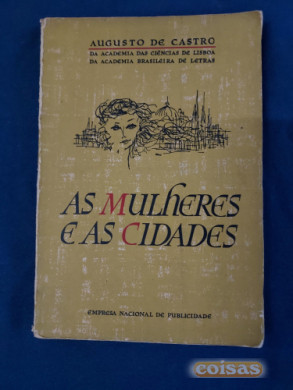 AUGUSTO DE CASTRO
DA ACADEMIA DAS CIÊNCIAS DE LISBOA
DA ACADEMIA BRASILEIRA DE LETRAS
AS MULHERES
E AS CIDADES
EMPRESA NACIONAL DE PUBLICIDADE
coisas